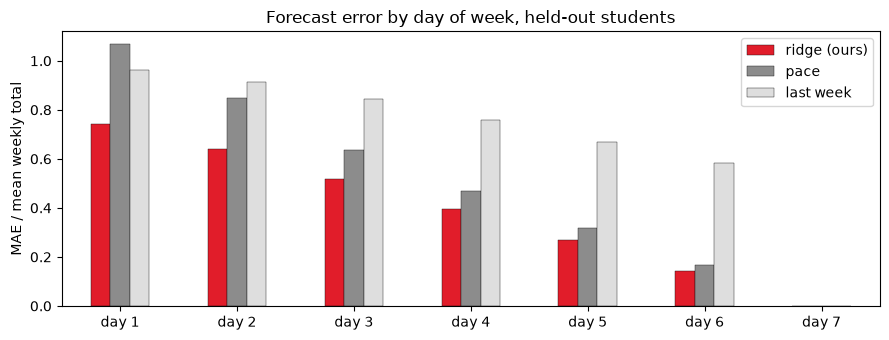 Forecast error by day of week, held-out students
MAE / mean weekly total
1.0
0.8
0.6
0.4
0.2
0.0
ridge (ours)
pace
last week
day 1 day 2 day 3 day 4 day 5 day 6 day 7